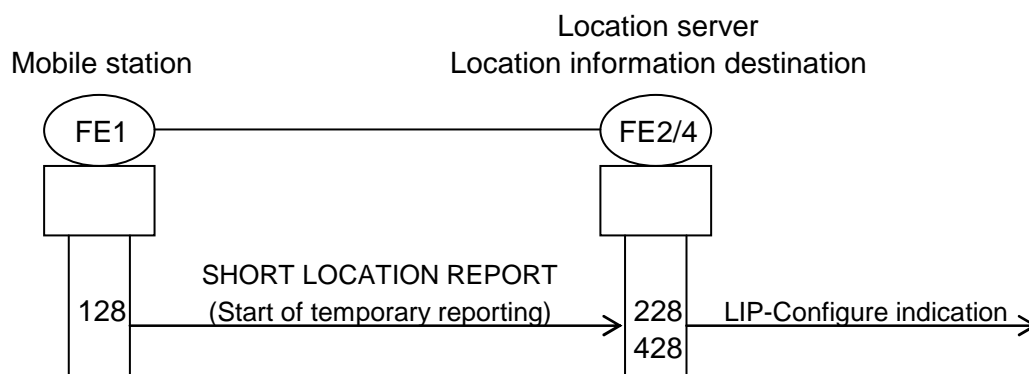 Location server
Mobile station
Location information destination
FE1
FE2/4
SHORT LOCATION REPORT
128
(Start of temporary reporting)
228
LIP-Configure indication
428